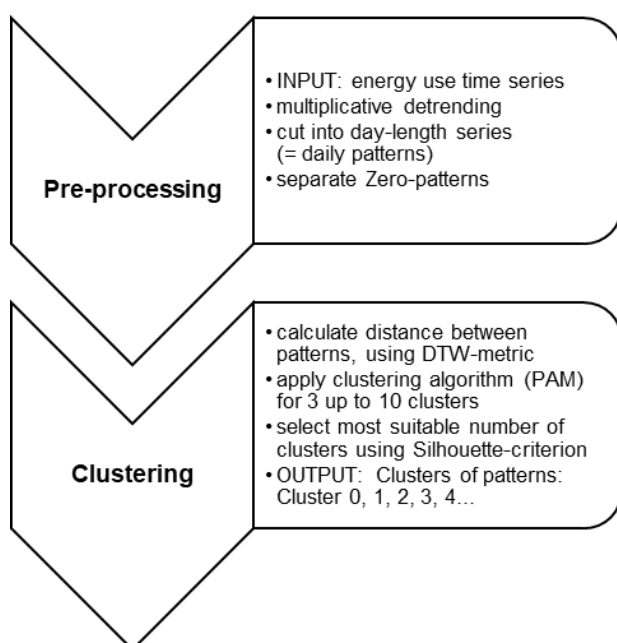 Pre-processing
• INPUT: energy use time series
• multiplicative detrending
• cut into day-length series
(= daily patterns)
• separate Zero-patterns
Clustering
• calculate distance between
patterns, using DTW-metric
• apply clustering algorithm (PAM)
for 3 up to 10 clusters
• select most suitable number of
clusters using Silhouette-criterion
• OUTPUT:  Clusters of patterns:
Cluster 0, 1, 2, 3, 4...